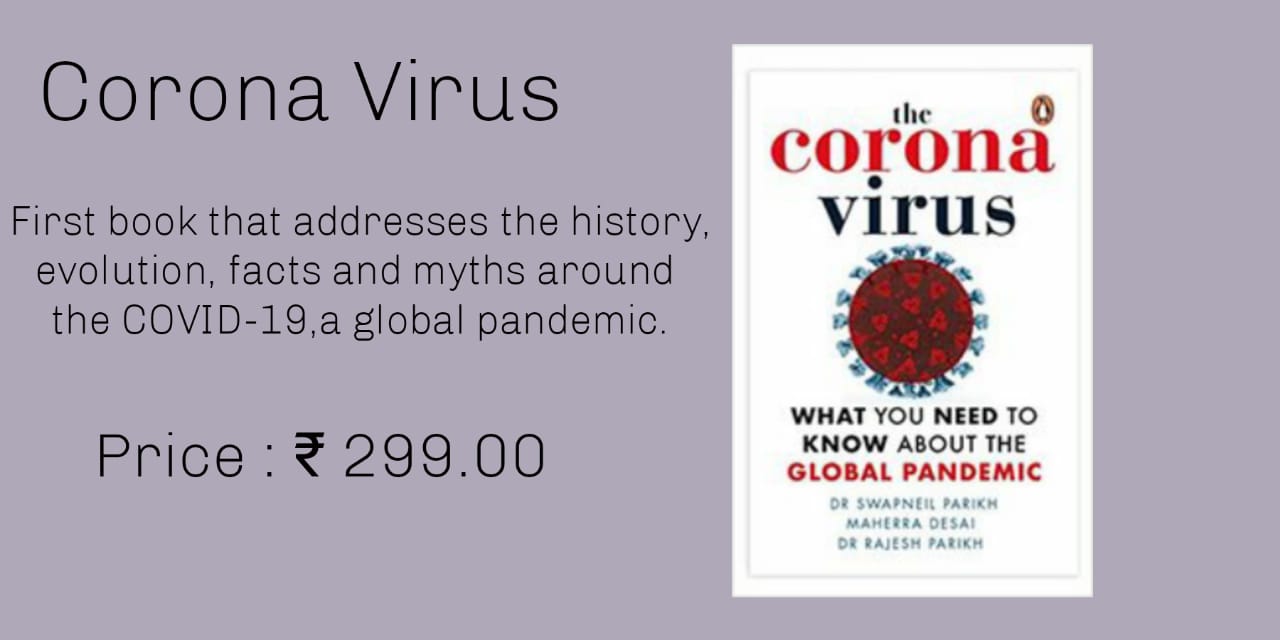 Corona Virus
First book that addresses the history,
evolution, facts and myths around
the COVID-19,a global pandemic.
Price : ₹ 299.00
the
corona
virus
WHAT YOU NEED TO
KNOW ABOUT THE
GLOBAL PANDEMIC
DR SWAPNEIL PARIKH
MAHERRA DESAI
DR RAJESH PARIKH